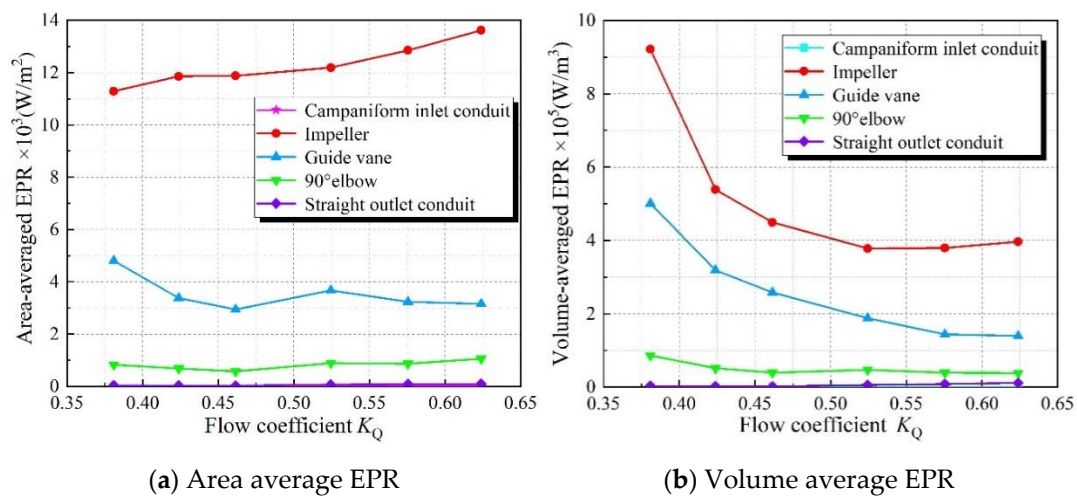 14
12
10
8
6
4
2
0
Area-averaged EPR ×10³(W/m²)
Campaniform inlet conduit
Impeller
Guide vane
90°elbow
Straight outlet conduit
0.35 0.40 0.45 0.50 0.55 0.60 0.65
Flow coefficient K_Q
(a) Area average EPR
10
8
6
4
2
0
Volume-averaged EPR ×10⁵(W/m³)
Campaniform inlet conduit
Impeller
Guide vane
90°elbow
Straight outlet conduit
0.35 0.40 0.45 0.50 0.55 0.60 0.65
Flow coefficient K_Q
(b) Volume average EPR